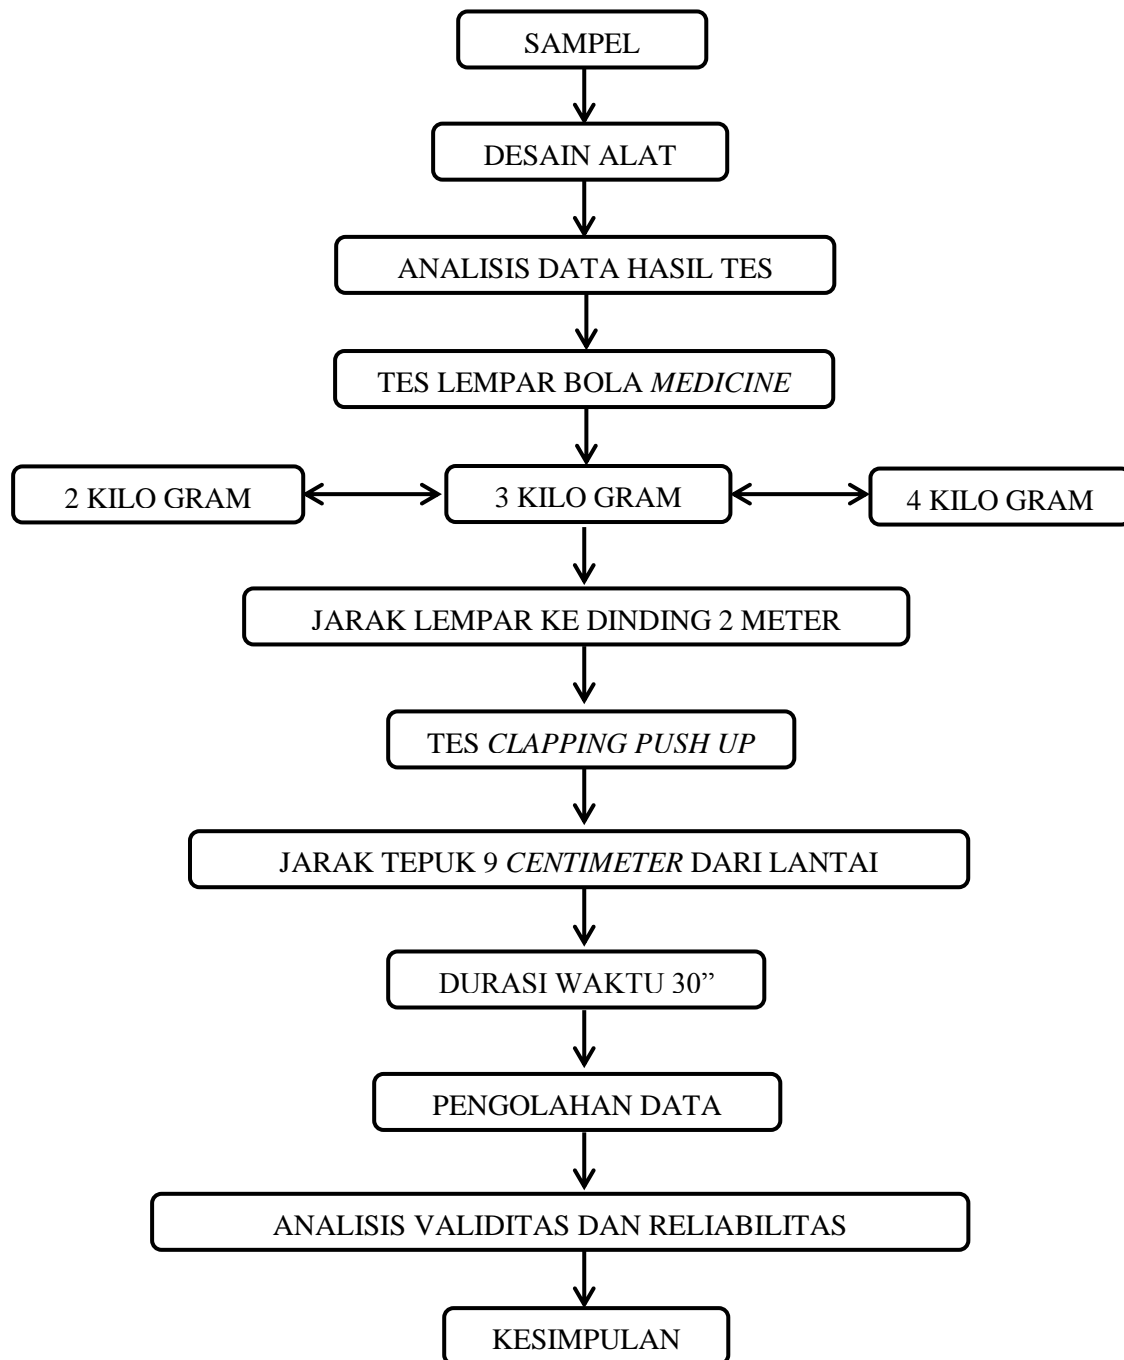 SAMPEL
DESAIN ALAT
ANALISIS DATA HASIL TES
TES LEMPAR BOLA MEDICINE
2 KILO GRAM
3 KILO GRAM
4 KILO GRAM
JARAK LEMPAR KE DINDING 2 METER
TES CLAPPING PUSH UP
JARAK TEPUK 9 CENTIMETER DARI LANTAI
DURASI WAKTU 30”
PENGOLAHAN DATA
ANALISIS VALIDITAS DAN RELIABILITAS
KESIMPULAN